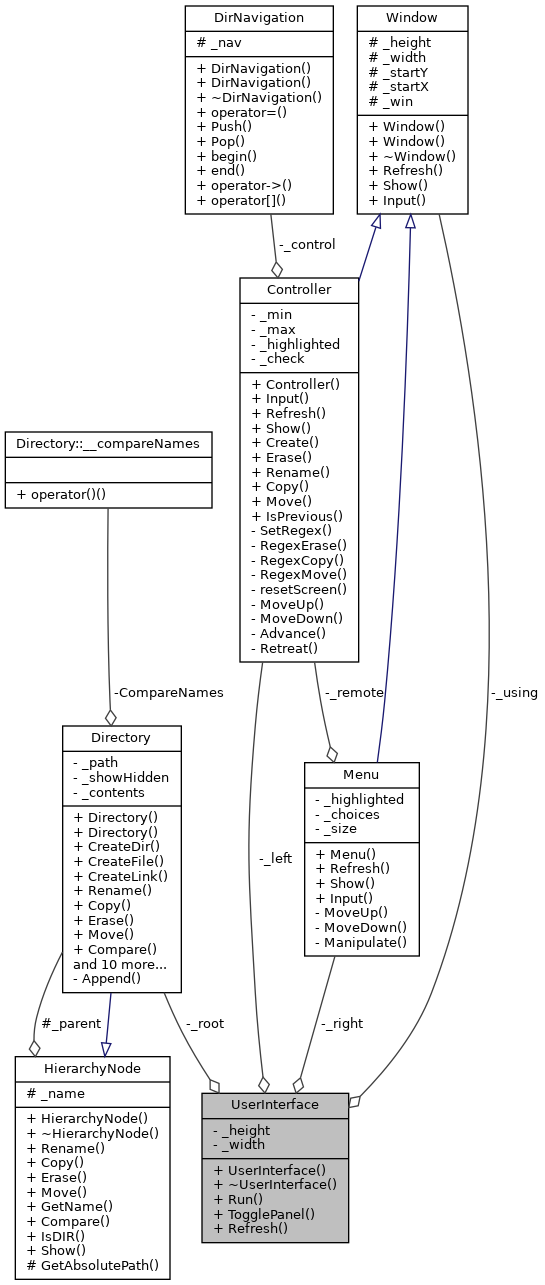 DirNavigation
# _nav
+ DirNavigation()
+ DirNavigation()
+ ~DirNavigation()
+ operator=()
+ Push()
+ Pop()
+ begin()
+ end()
+ operator->()
+ operator[]()
Window
# _height
# _width
# _startY
# _startX
# _win
+ Window()
+ Window()
+ ~Window()
+ Refresh()
+ Show()
+ Input()
-_control
Controller
- _min
- _max
- _highlighted
- _check
+ Controller()
+ Input()
+ Refresh()
+ Show()
+ Create()
+ Erase()
+ Rename()
+ Copy()
+ Move()
+ IsPrevious()
- SetRegex()
- RegexErase()
- RegexCopy()
- RegexMove()
- resetScreen()
- MoveUp()
- MoveDown()
- Advance()
- Retreat()
Directory::__compareNames
+ operator()()
-CompareNames
-_remote
-_using
Directory
- _path
- _showHidden
- _contents
+ Directory()
+ Directory()
+ CreateDir()
+ CreateFile()
+ CreateLink()
+ Rename()
+ Copy()
+ Erase()
+ Move()
+ Compare()
and 10 more...
- Append()
-_left
Menu
- _highlighted
- _choices
- _size
+ Menu()
+ Refresh()
+ Show()
+ Input()
- MoveUp()
- MoveDown()
- Manipulate()
#_parent
-_root
-_right
HierarchyNode
# _name
+ HierarchyNode()
+ ~HierarchyNode()
+ Rename()
+ Copy()
+ Erase()
+ Move()
+ GetName()
+ Compare()
+ IsDIR()
+ Show()
# GetAbsolutePath()
UserInterface
- _height
- _width
+ UserInterface()
+ ~UserInterface()
+ Run()
+ TogglePanel()
+ Refresh()